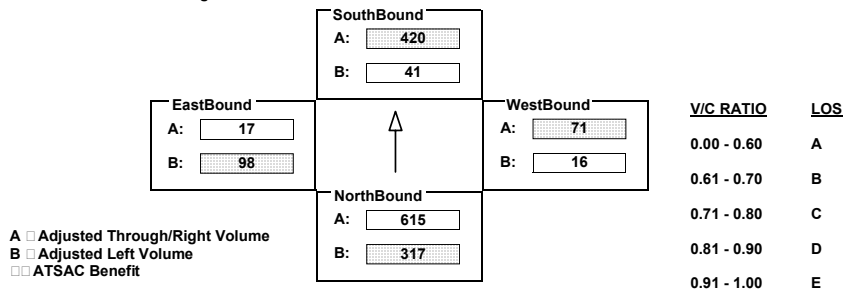 SouthBound
A: 420
B: 41
EastBound
A: 17
B: 98
WestBound
A: 71
B: 16
NorthBound
A: 615
B: 317
A □ Adjusted Through/Right Volume
B □ Adjusted Left Volume
□□ ATSAC Benefit
V/C RATIO LOS
0.00 - 0.60 A
0.61 - 0.70 B
0.71 - 0.80 C
0.81 - 0.90 D
0.91 - 1.00 E